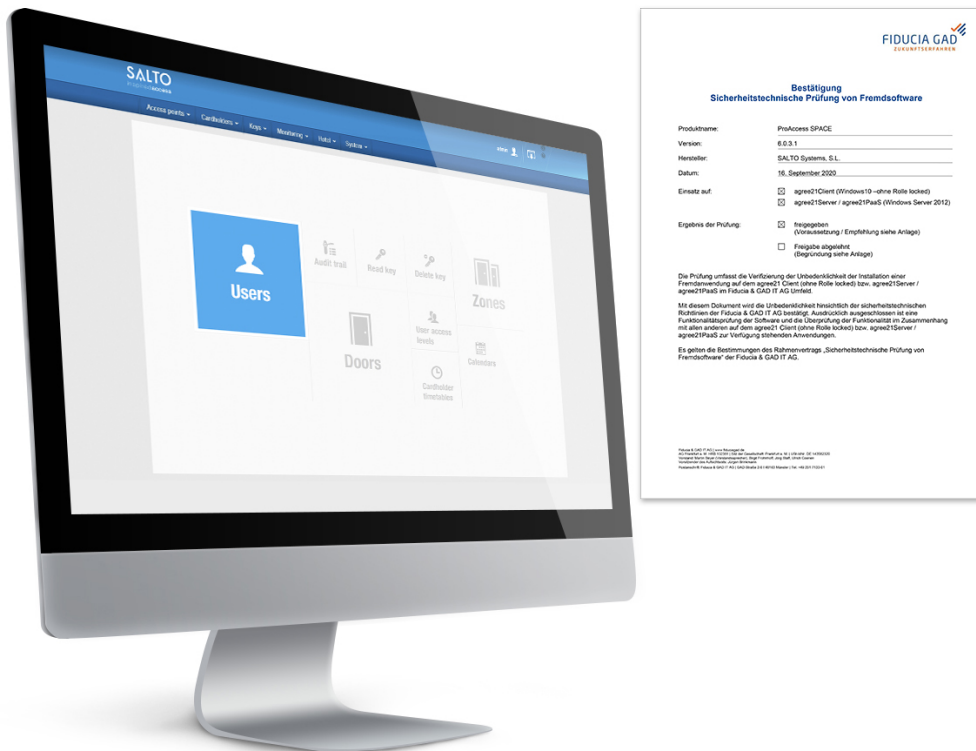 SALTO
Access points
Cardholders
Keys
Monitoring
Hotel
System
admin
Users
Audit trail
Read key
Delete key
Zones
Doors
User access
levels
Calendars
Cardholder
timetables
FIDUCIA GAD
ZUKUNFTSERFAHREN
Bestätigung
Sicherheitstechnische Prüfung von Fremdsoftware
Produktname: ProAccess SPACE
Version: 6.0.3.1
Hersteller: SALTO Systems, S.L.
Datum: 16. September 2020
Einsatz auf: agree21Client (Windows10 –ohne Rolle locked)
agree21Server / agree21PaaS (Windows Server 2012)
Ergebnis der Prüfung: freigegeben
(Voraussetzung / Empfehlung siehe Anlage)
Freigabe abgelehnt
(Begründung siehe Anlage)
Die Prüfung umfasst die Verifizierung der Unbedenklichkeit der Installation einer
Fremdanwendung auf dem agree21 Client (ohne Rolle locked) bzw. agree21Server /
agree21PaaS im Fiducia & GAD IT AG Umfeld.
Mit diesem Dokument wird die Unbedenklichkeit hinsichtlich der sicherheitstechnischen
Richtlinien der Fiducia & GAD IT AG bestätigt. Ausdrücklich ausgeschlossen ist eine
Funktionalitätsprüfung der Software und die Überprüfung der Funktionalität im Zusammenhang
mit allen anderen auf dem agree21 Client (ohne Rolle locked) bzw. agree21Server /
agree21PaaS zur Verfügung stehenden Anwendungen.
Es gelten die Bestimmungen des Rahmenvertrags „Sicherheitstechnische Prüfung von
Fremdsoftware“ der Fiducia & GAD IT AG.